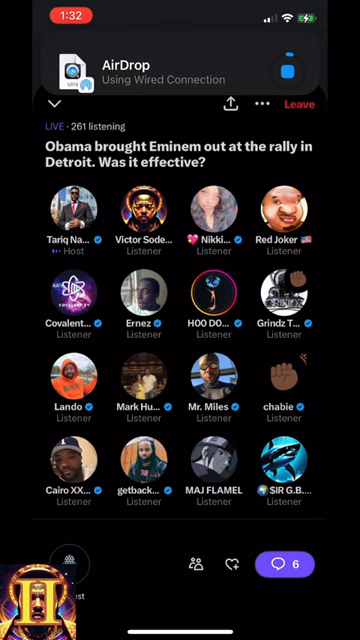 1:32
AirDrop
Using Wired Connection
MP4
Leave
LIVE · 261 listening
Obama brought Eminem out at the rally in
Detroit. Was it effective?
Tariq Na...
Victor Sode...
Nikki...
Red Joker
Host
Listener
Listener
Listener
Covalent...
Ernez
H00 D0...
Grindz T...
Listener
Listener
Listener
Listener
Lando
Mark Hu...
Mr. Miles
chabie
Listener
Listener
Listener
Listener
Cairo XX...
getback...
MAJ FLAMEL
$IR G.B....
Listener
Listener
Listener
Listener
6